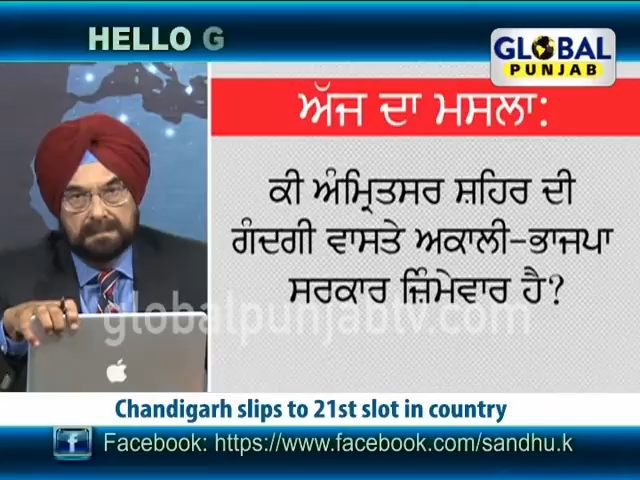 HELLO G
GLOBAL
PUNJAB
ਅੱਜ ਦਾ ਮਸਲਾ:
ਕੀ ਅੰਮ੍ਰਿਤਸਰ ਸ਼ਹਿਰ ਦੀ
ਗੰਦਗੀ ਵਾਸਤੇ ਅਕਾਲੀ-ਭਾਜਪਾ
ਸਰਕਾਰ ਜ਼ਿੰਮੇਵਾਰ ਹੈ?
globalpunjabtv.com
Chandigarh slips to 21st slot in country
Facebook: https://www.facebook.com/sandhu.k